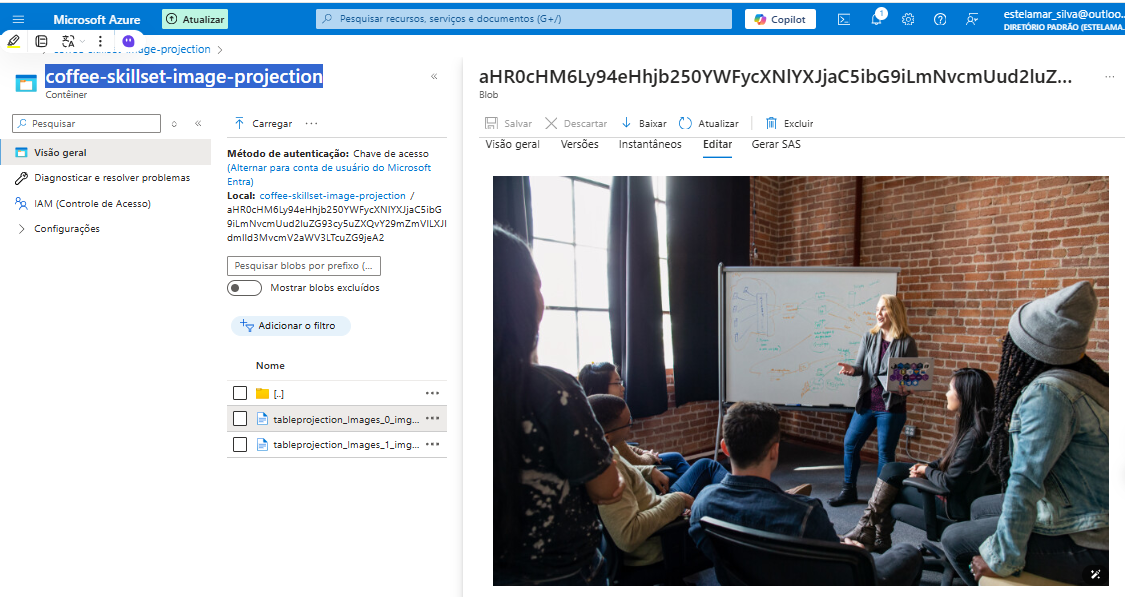 Microsoft Azure
Atualizar
Pesquisar recursos, serviços e documentos (G+/)
Copilot
1
estelamar_silva@outloo...
DIRETÓRIO PADRÃO (ESTELAMA...
coffee-skillset-image-projection
coffee-skillset-image-projection
Contêiner
Pesquisar
Visão geral
Diagnosticar e resolver problemas
IAM (Controle de Acesso)
Configurações
Carregar
Método de autenticação: Chave de acesso
(Alternar para conta de usuário do Microsoft
Entra)
Local: coffee-skillset-image-projection /
Pesquisar blobs por prefixo (...
Mostrar blobs excluídos
Adicionar o filtro
Nome
[..]
tableprojection_Images_0_img...
tableprojection_Images_1_img...
Blob
Salvar
Descartar
Baixar
Atualizar
Excluir
Visão geral
Versões
Instantâneos
Editar
Gerar SAS